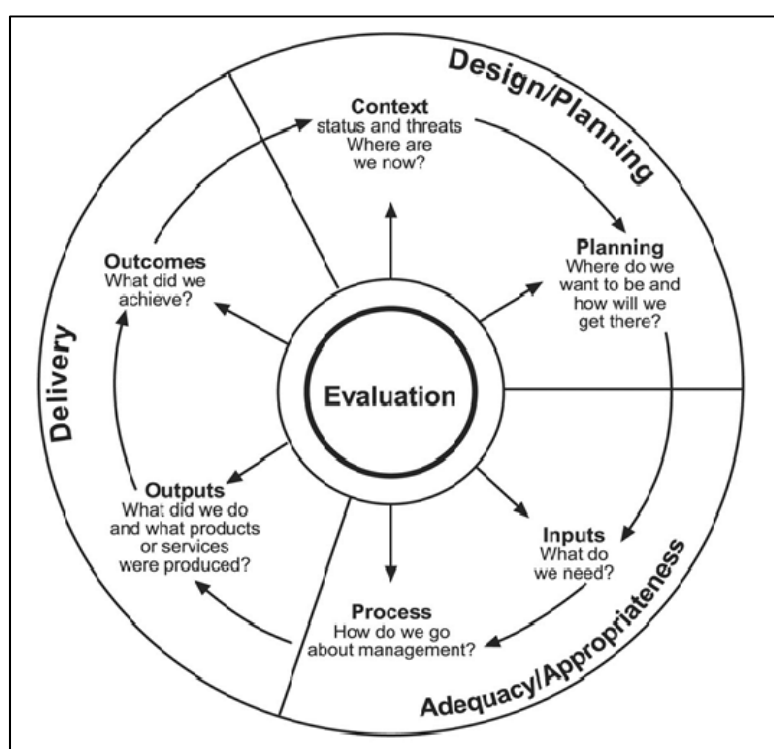 Design/Planning
Context
status and threats
Where are
we now?
Planning
Where do we
want to be and
how will we
get there?
Outcomes
What did we
achieve?
Delivery
Evaluation
Outputs
What did we do
and what products
or services
were produced?
Inputs
What do
we need?
Process
How do we go
about management?
Adequacy/Appropriateness